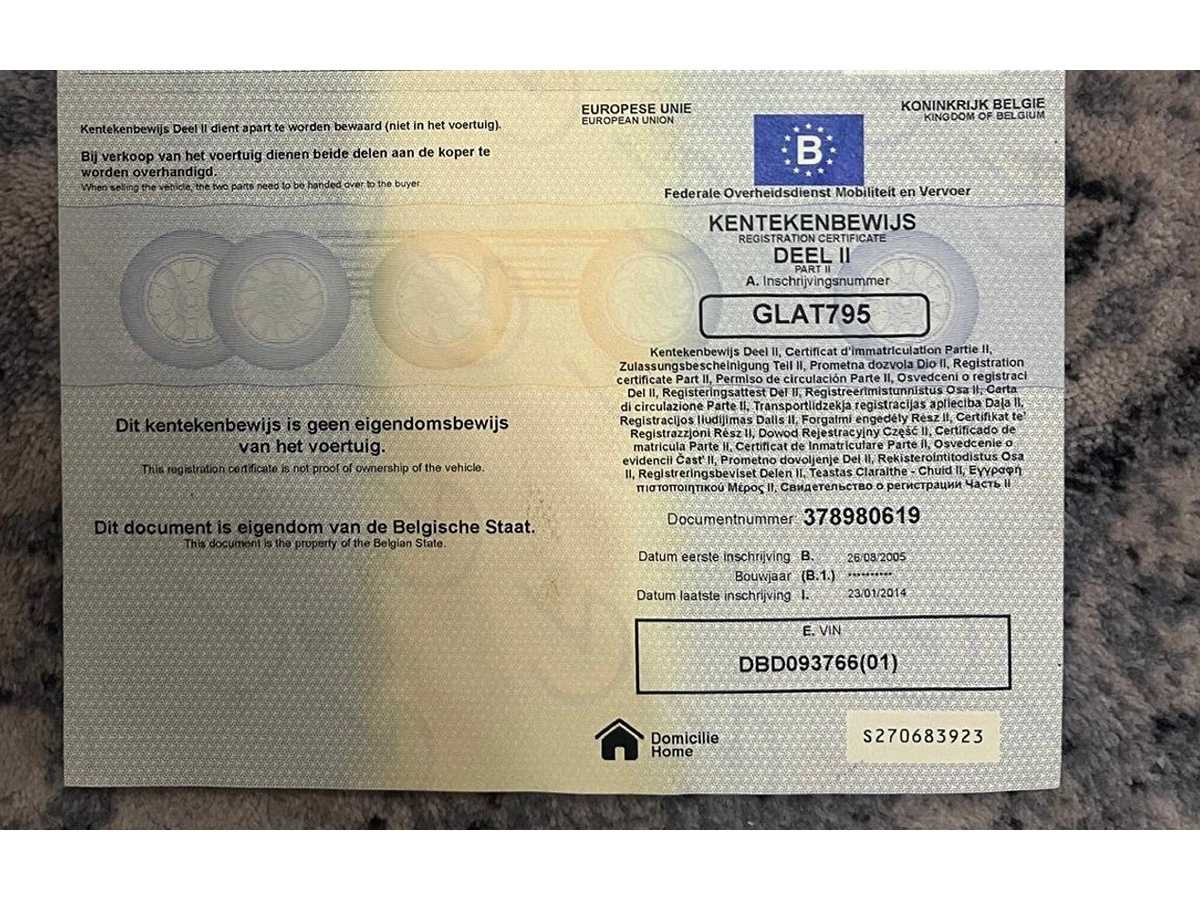 Kentekenbewijs Deel II dient apart te worden bewaard (niet in het voertuig).
Bij verkoop van het voertuig dienen beide delen aan de koper te
worden overhandigd.
When selling the vehicle, the two parts need to be handed over to the buyer
Dit kentekenbewijs is geen eigendomsbewijs
van het voertuig.
This registration certificate is not proof of ownership of the vehicle.
Dit document is eigendom van de Belgische Staat.
This document is the property of the Belgian State.
EUROPESE UNIE
EUROPEAN UNION
KONINKRIJK BELGIE
KINGDOM OF BELGIUM
B
Federale Overheidsdienst Mobiliteit en Vervoer
KENTEKENBEWIJS
REGISTRATION CERTIFICATE
DEEL II
PART II
A. Inschrijvingsnummer
GLAT795
Kentekenbewijs Deel II, Certificat d'immatriculation Partie II,
Zulassungsbescheinigung Teil II, Prometna dozvola Dio II, Registration
certificate Part II, Permiso de circulación Parte II, Osvedceni o registraci
Del II, Registeringsattest Del II, Registreerimistunnistus Osa II, Carta
di circulazione Parte II, Transportlidzekja registracijas aplieciba Daļa II,
Registracijos liudijimas Dalis II, Forgalmi engedély Rész II, Certifikat te'
Registrazzjoni Rész II, Dowod Rejestracyjny Część II, Certificado de
matricula Parte II, Certificat de Inmatriculare Parte II, Osvedcenie o
evidencii Čast' II, Prometno dovoljenje Del II, Rekisterointitodistus Osa
II, Registreringsbeviset Delen II, Teastas Claraithe - Chuid II, Εγγραφη
πιστοποιητικού Μέρος II, Свидетельство о регистрации Часть II
Documentnummer: 378980619
Datum eerste inschrijving B. 26/08/2005
Bouwjaar (B.1.) **********
Datum laatste inschrijving I. 23/01/2014
E. VIN
DBD093766(01)
Domicilie
Home
S270683923